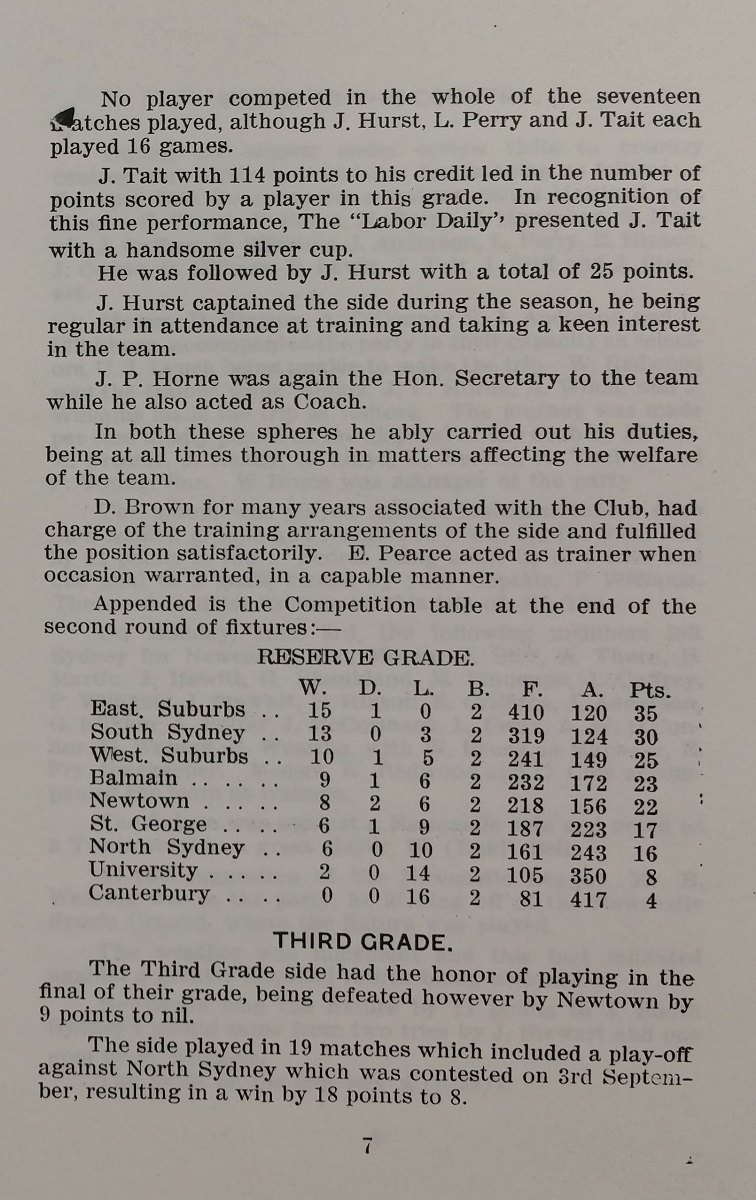 No player competed in the whole of the seventeen
atches played, although J. Hurst, L. Perry and J. Tait each
played 16 games.
J. Tait with 114 points to his credit led in the number of
points scored by a player in this grade. In recognition of
this fine performance, The "Labor Daily" presented J. Tait
with a handsome silver cup.
He was followed by J. Hurst with a total of 25 points.
J. Hurst captained the side during the season, he being
regular in attendance at training and taking a keen interest
in the team.
J. P. Horne was again the Hon. Secretary to the team
while he also acted as Coach.
In both these spheres he ably carried out his duties,
being at all times thorough in matters affecting the welfare
of the team.
D. Brown for many years associated with the Club, had
charge of the training arrangements of the side and fulfilled
the position satisfactorily. E. Pearce acted as trainer when
occasion warranted, in a capable manner.
Appended is the Competition table at the end of the
second round of fixtures:—
RESERVE GRADE.
W. D. L. B. F. A. Pts.
East. Suburbs .. 15 1 0 2 410 120 35
South Sydney .. 13 0 3 2 319 124 30
West. Suburbs .. 10 1 5 2 241 149 25
Balmain .. .. .. 9 1 6 2 232 172 23
Newtown .. .. .. 8 2 6 2 218 156 22
St. George .. .. 6 1 9 2 187 223 17
North Sydney .. 6 0 10 2 161 243 16
University .. .. .. 2 0 14 2 105 350 8
Canterbury .. .. 0 0 16 2 81 417 4
THIRD GRADE.
The Third Grade side had the honor of playing in the
final of their grade, being defeated however by Newtown by
9 points to nil.
The side played in 19 matches which included a play-off
against North Sydney which was contested on 3rd Septem-
ber, resulting in a win by 18 points to 8.
7